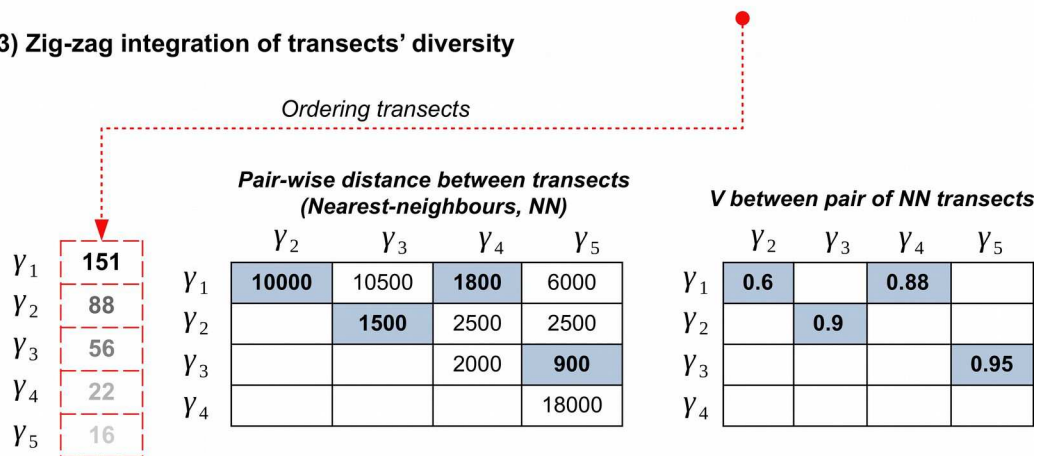 3) Zig-zag integration of transects' diversity
Ordering transects
Pair-wise distance between transects
(Nearest-neighbours, NN)
V between pair of NN transects
γ2 γ3 γ4 γ5
γ2 γ3 γ4 γ5
γ1 151
γ2 88
γ3 56
γ4 22
γ5 16
γ1 10000 10500 1800 6000
γ2 1500 2500 2500
γ3 2000 900
γ4 18000
γ1 0.6 0.88
γ2 0.9
γ3 0.95
γ4